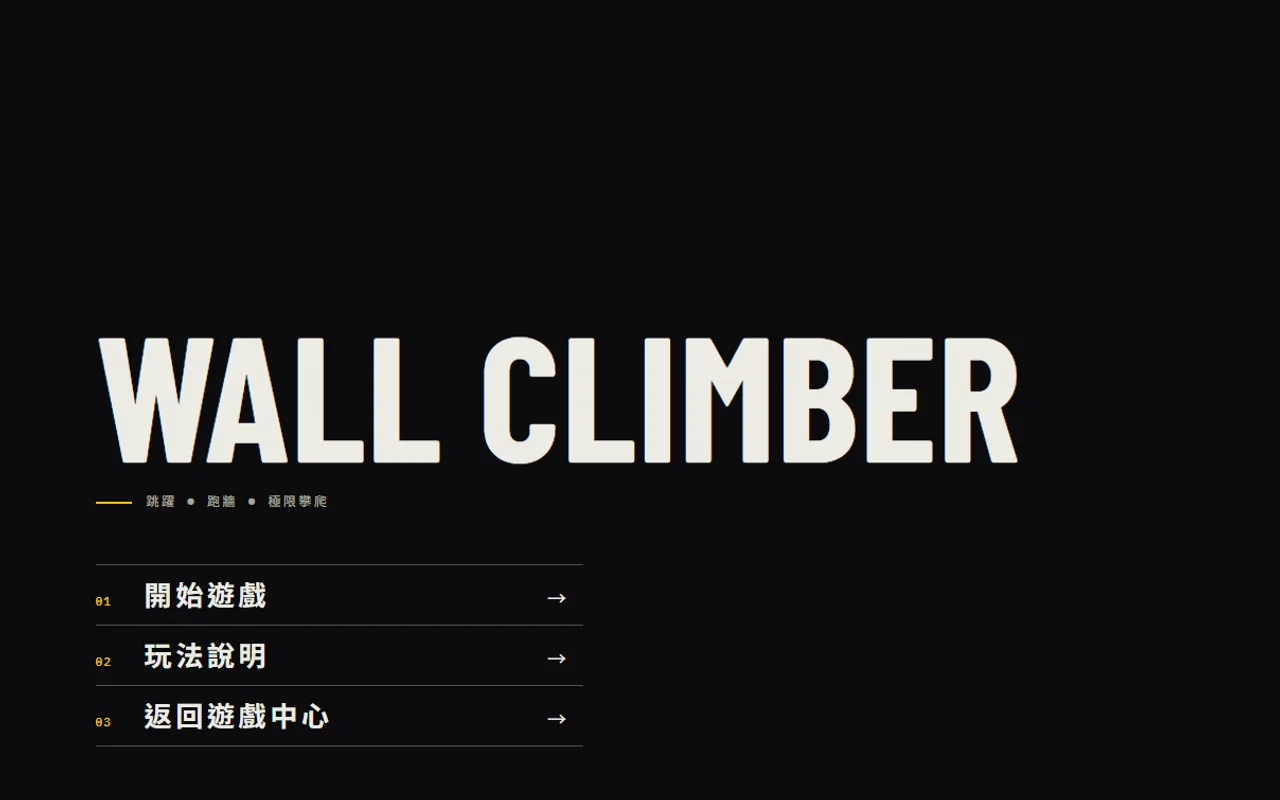 WALL CLIMBER
跳躍 ● 跑牆 ● 極限攀爬
01 開始遊戲 →
02 玩法說明 →
03 返回遊戲中心 →